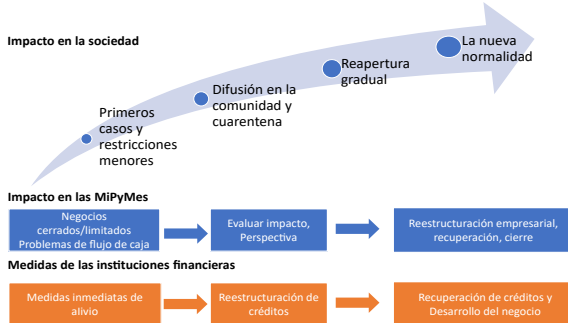 Impacto en la sociedad
La nueva
normalidad
Reapertura
gradual
Difusión en la
comunidad y
cuarentena
Primeros
casos y
restricciones
menores
Impacto en las MiPyMes
Negocios
cerrados/limitados
Problemas de flujo de caja
Evaluar impacto,
Perspectiva
Reestructuración empresarial,
recuperación, cierre
Medidas de las instituciones financieras
Medidas inmediatas de
alivio
Reestructuración de
créditos
Recuperación de créditos y
Desarrollo del negocio